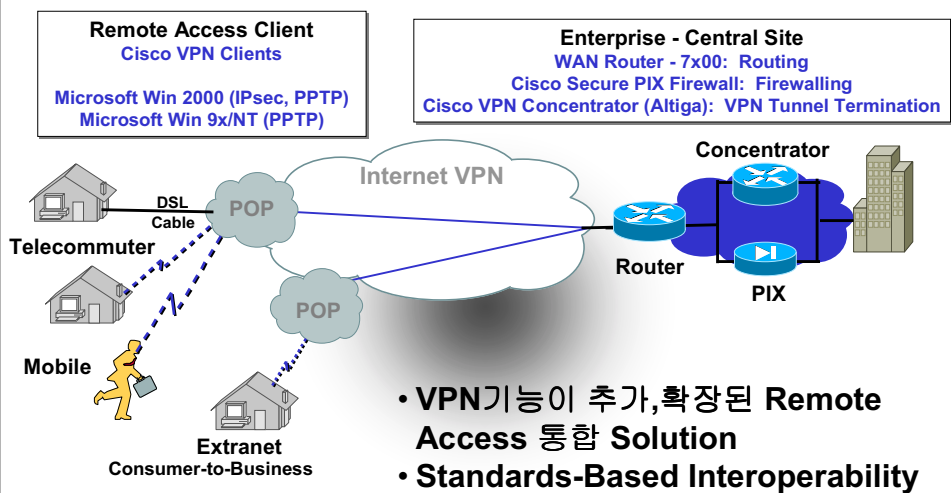 Remote Access Client
Cisco VPN Clients
Microsoft Win 2000 (IPsec, PPTP)
Microsoft Win 9x/NT (PPTP)
Enterprise - Central Site
WAN Router - 7x00: Routing
Cisco Secure PIX Firewall: Firewalling
Cisco VPN Concentrator (Altiga): VPN Tunnel Termination
Concentrator
Internet VPN
DSL
Cable
POP
Telecommuter
Router
PIX
POP
Mobile
Extranet
Consumer-to-Business
• VPN기능이 추가,확장된 Remote
Access 통합 Solution
• Standards-Based Interoperability